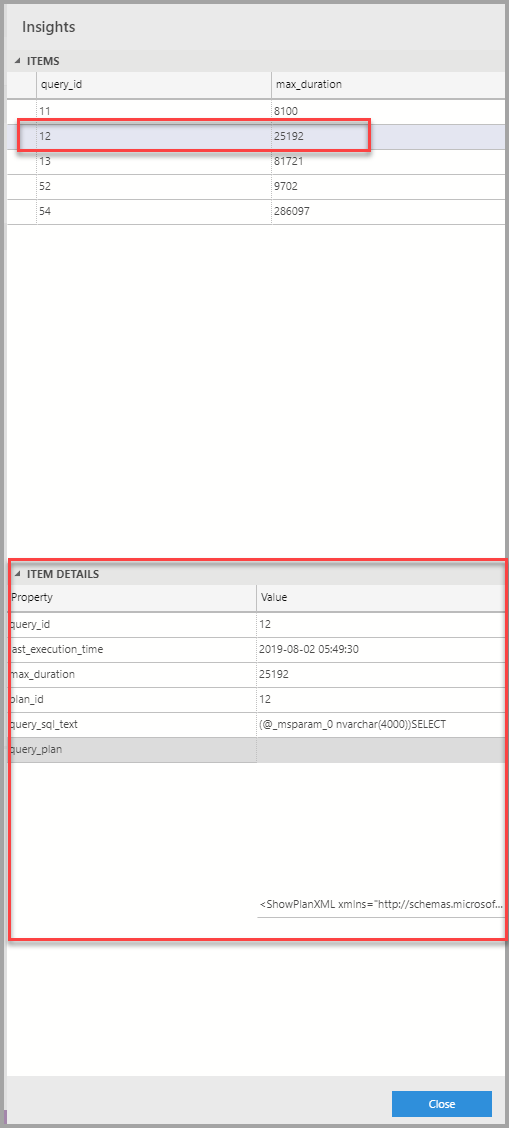 Insights
ITEMS
query_id max_duration
11 8100
12 25192
13 81721
52 9702
54 286097
ITEM DETAILS
Property Value
query_id 12
last_execution_time 2019-08-02 05:49:30
max_duration 25192
plan_id 12
query_sql_text (@_msparam_0 nvarchar(4000))SELECT
query_plan
<ShowPlanXML xmlns="http://schemas.microsof...
Close